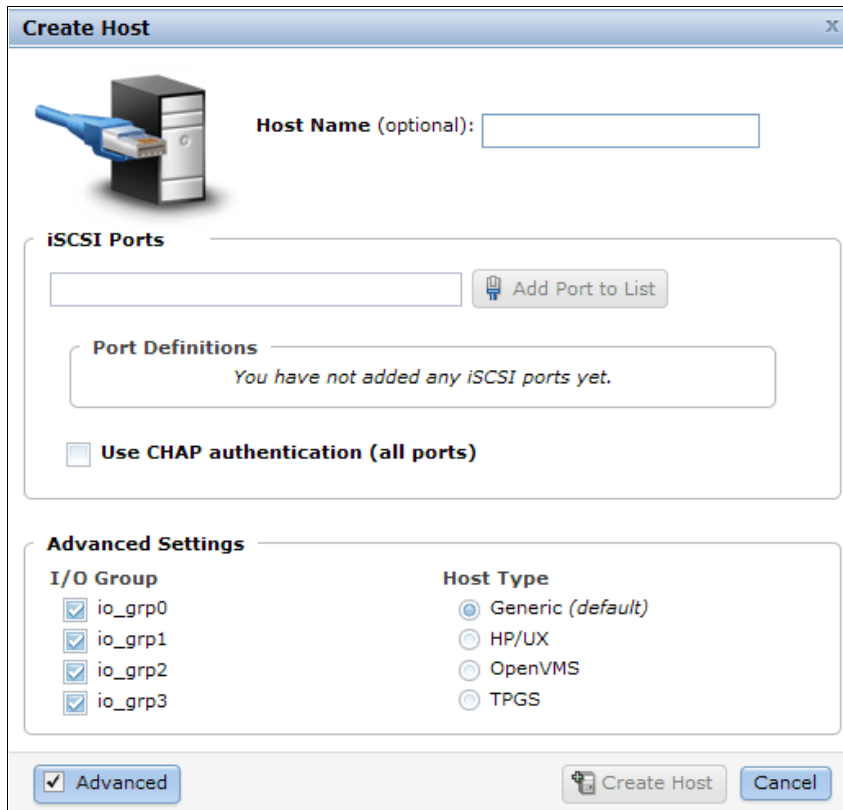 Create Host x
Host Name (optional):
iSCSI Ports
Add Port to List
Port Definitions
You have not added any iSCSI ports yet.
Use CHAP authentication (all ports)
Advanced Settings
I/O Group
io_grp0
io_grp1
io_grp2
io_grp3
Host Type
Generic (default)
HP/UX
OpenVMS
TPGS
Advanced
Create Host
Cancel